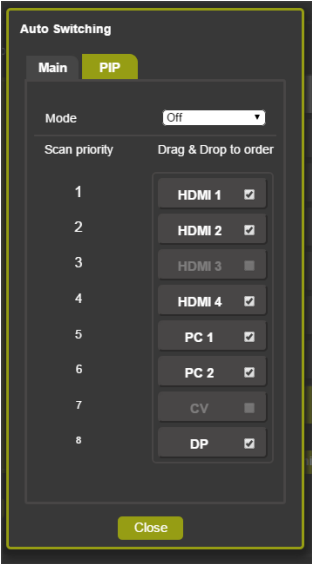 Auto Switching
Main PIP
Mode Off
Scan priority Drag & Drop to order
1 HDMI 1
2 HDMI 2
3 HDMI 3
4 HDMI 4
5 PC 1
6 PC 2
7 CV
8 DP
Close